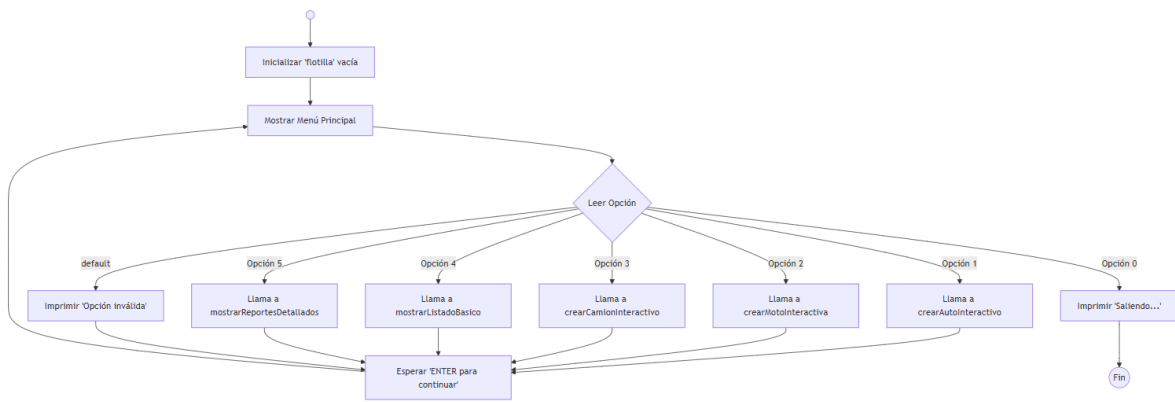 Inicializar 'flotilla' vacía
Mostrar Menú Principal
Leer Opción
default
Opción 5
Opción 4
Opción 3
Opción 2
Opción 1
Opción 0
Imprimir 'Opción inválida'
Llama a
mostrarReportesDetallados
Llama a
mostrarListadoBasico
Llama a
crearCamionInteractivo
Llama a
crearMotoInteractiva
Llama a
crearAutoInteractivo
Imprimir 'Saliendo...'
Esperar 'ENTER para
continuar'
Fin